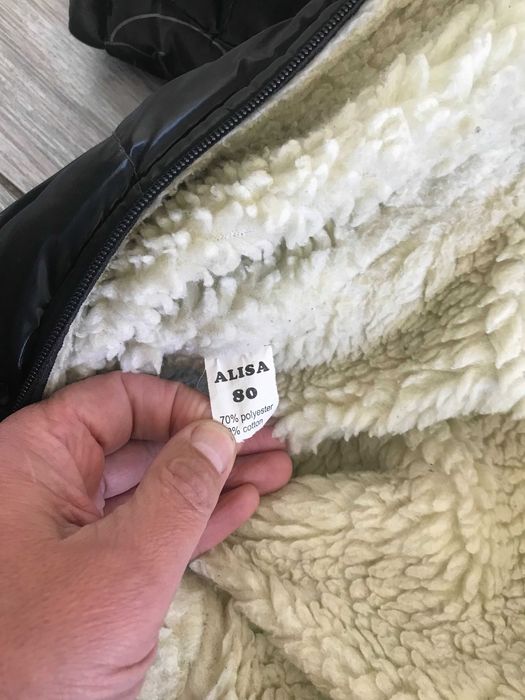 ALISA
80
70% polyester
% cotton